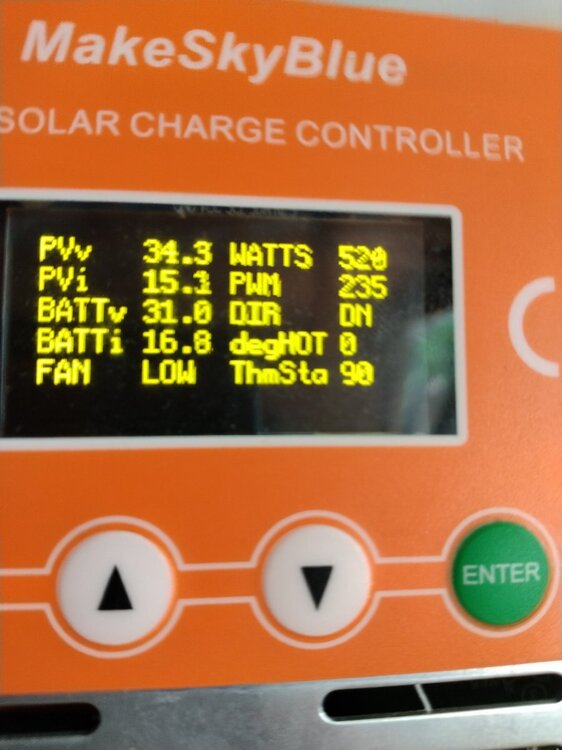 MakeSkyBlue
SOLAR CHARGE CONTROLLER
PVv 34.3 WATTS 520
PVi 15.1 PWM 235
BATTv 31.0 DIR DN
BATTi 16.8 degHOT 0
FAN LOW ThmSta 90
ENTER